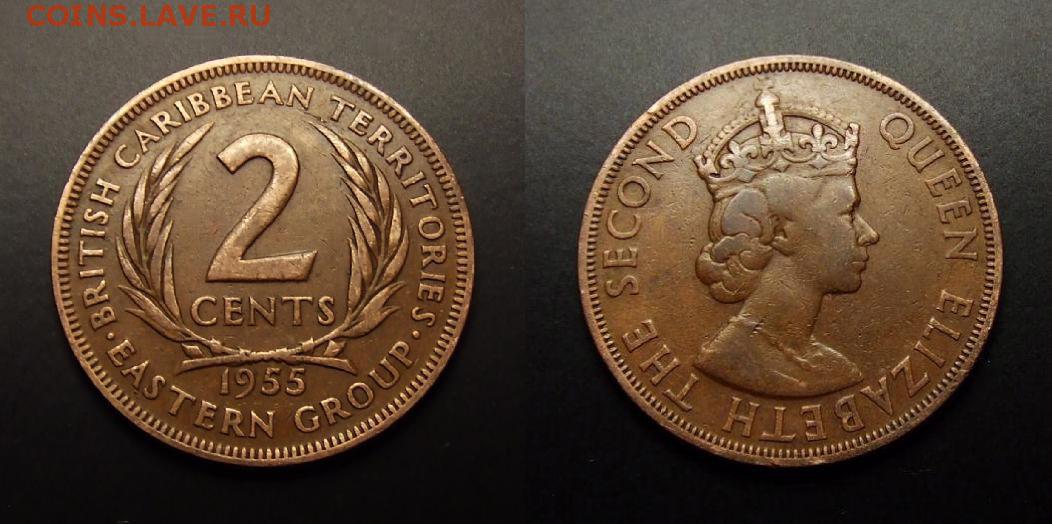 COINS.LAVE.RU
BRITISH CARIBBEAN TERRITORIES
2
CENTS
1955
· EASTERN GROUP ·
QUEEN ELIZABETH THE SECOND